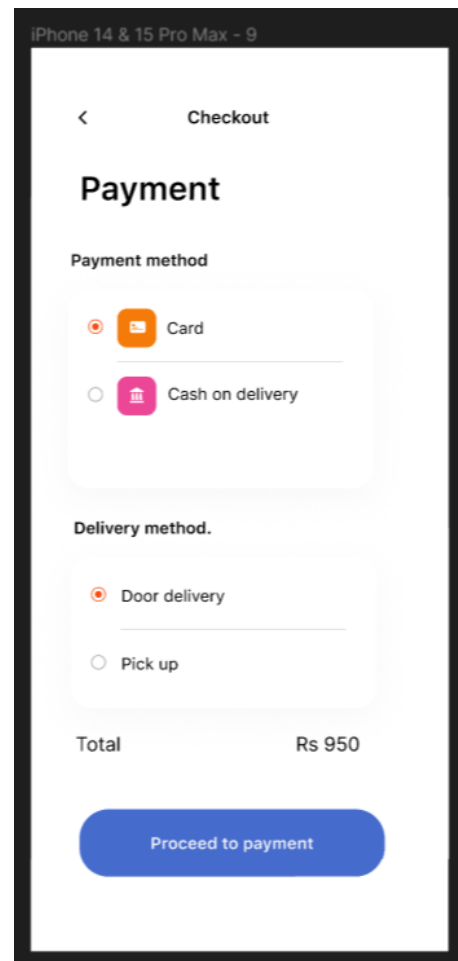 iPhone 14 & 15 Pro Max - 9
Checkout
Payment
Payment method
Card
Cash on delivery
Delivery method.
Door delivery
Pick up
Total Rs 950
Proceed to payment